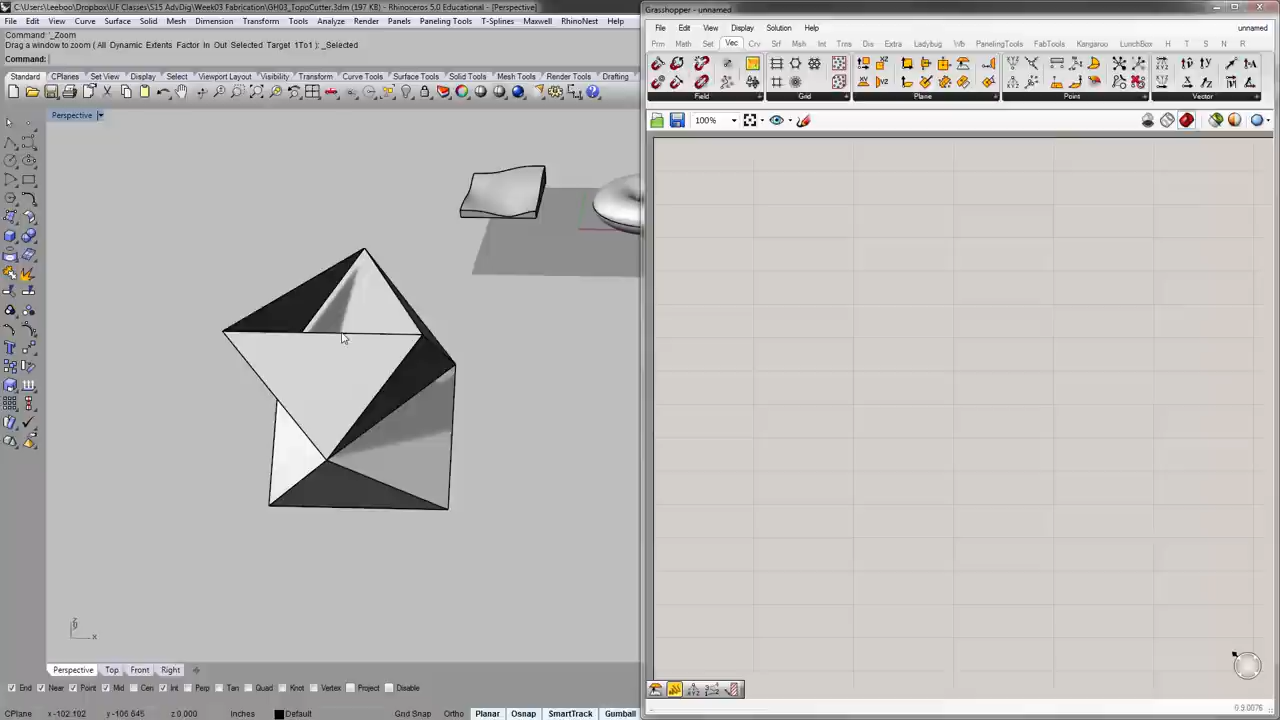 C:\Users\Leeboo\Dropbox\UF Classes\S15 AdvDig\Week03 Fabrication\GH03_TopoCutter.3dm (197 KB) - Rhinoceros 5.0 Educational - [Perspective]
File Edit View Curve Surface Solid Mesh Dimension Transform Tools Analyze Render Panels Paneling Tools T-Splines Maxwell RhinoNest Help
Command: '_Zoom
Drag a window to zoom ( All Dynamic Extents Factor In Out Selected Target 1To1 ): _Selected
Command:
Standard CPlanes Set View Display Select Viewport Layout Visibility Transform Curve Tools Surface Tools Solid Tools Mesh Tools Render Tools Drafting
Perspective
z
y
x
Perspective Top Front Right
End Near Point Mid Cen Int Perp Tan Quad Knot Vertex Project Disable
CPlane x-102.102 y-106.645 z0.000 Inches Default Grid Snap Ortho Planar Osnap SmartTrack Gumball
Grasshopper - unnamed
File Edit View Display Solution Help unnamed
Prm Math Set Vec Crv Srf Msh Int Trns Dis Extra Ladybug Wb PanelingTools FabTools Kangaroo LunchBox M T S N R
Field Grid Plane Point Vector
100%
0.9.0076